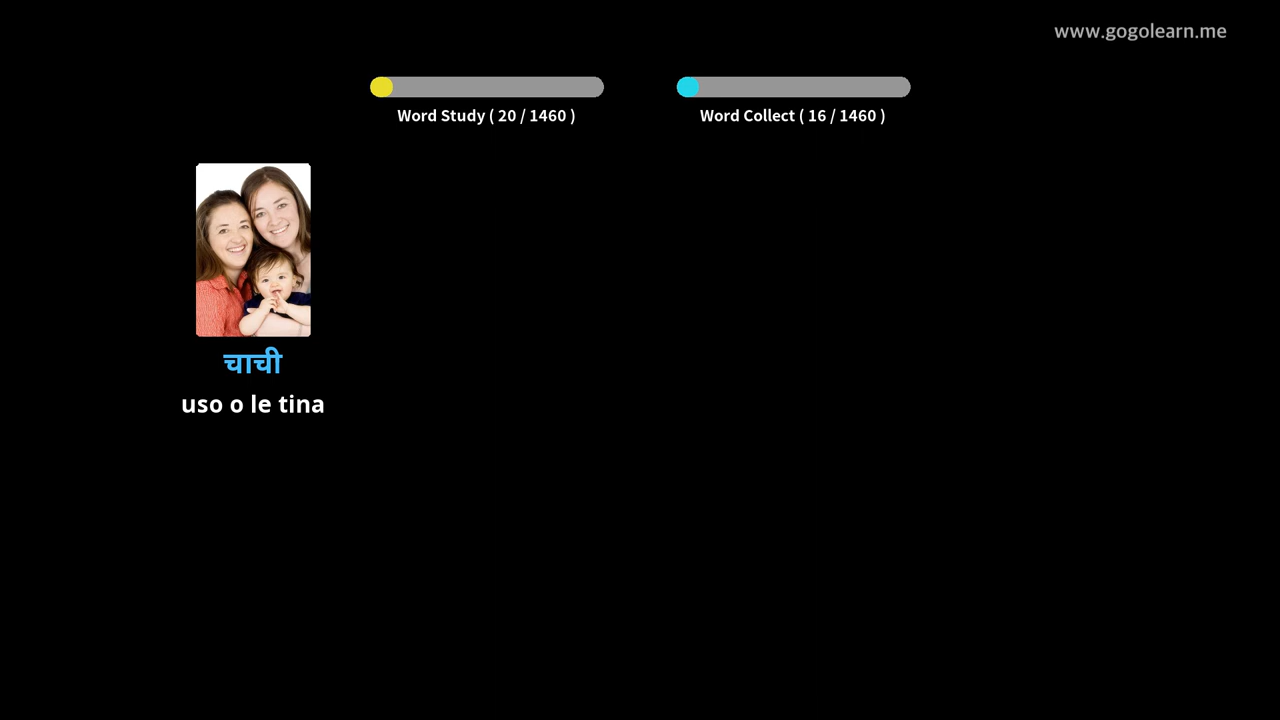 www.gogolearn.me
Word Study ( 20 / 1460 )
Word Collect ( 16 / 1460 )
चाची
uso o le tina